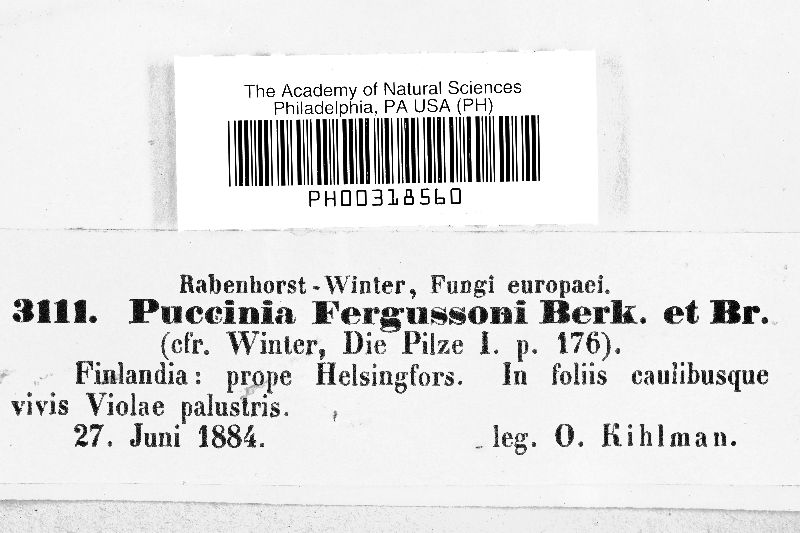 The Academy of Natural Sciences
Philadelphia, PA USA (PH)
PH00318560
Rabenhorst-Winter, Fungi europaei.
3111. Puccinia Fergussoni Berk. et Br.
(cfr. Winter, Die Pilze I. p. 176).
Finlandia: prope Helsingfors. In foliis caulibusque
vivis Violae palustris.
27. Juni 1884. leg. O. Kihlman.